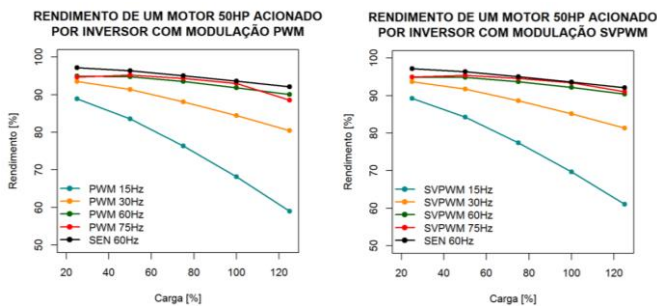 RENDIMENTO DE UM MOTOR 50HP ACIONADO
POR INVERSOR COM MODULAÇÃO PWM
Rendimento [%]
100
90
80
70
60
50
PWM 15Hz
PWM 30Hz
PWM 60Hz
PWM 75Hz
SEN 60Hz
20 40 60 80 100 120
Carga [%]
RENDIMENTO DE UM MOTOR 50HP ACIONADO
POR INVERSOR COM MODULAÇÃO SVPWM
Rendimento [%]
100
90
80
70
60
50
SVPWM 15Hz
SVPWM 30Hz
SVPWM 60Hz
SVPWM 75Hz
SEN 60Hz
20 40 60 80 100 120
Carga [%]